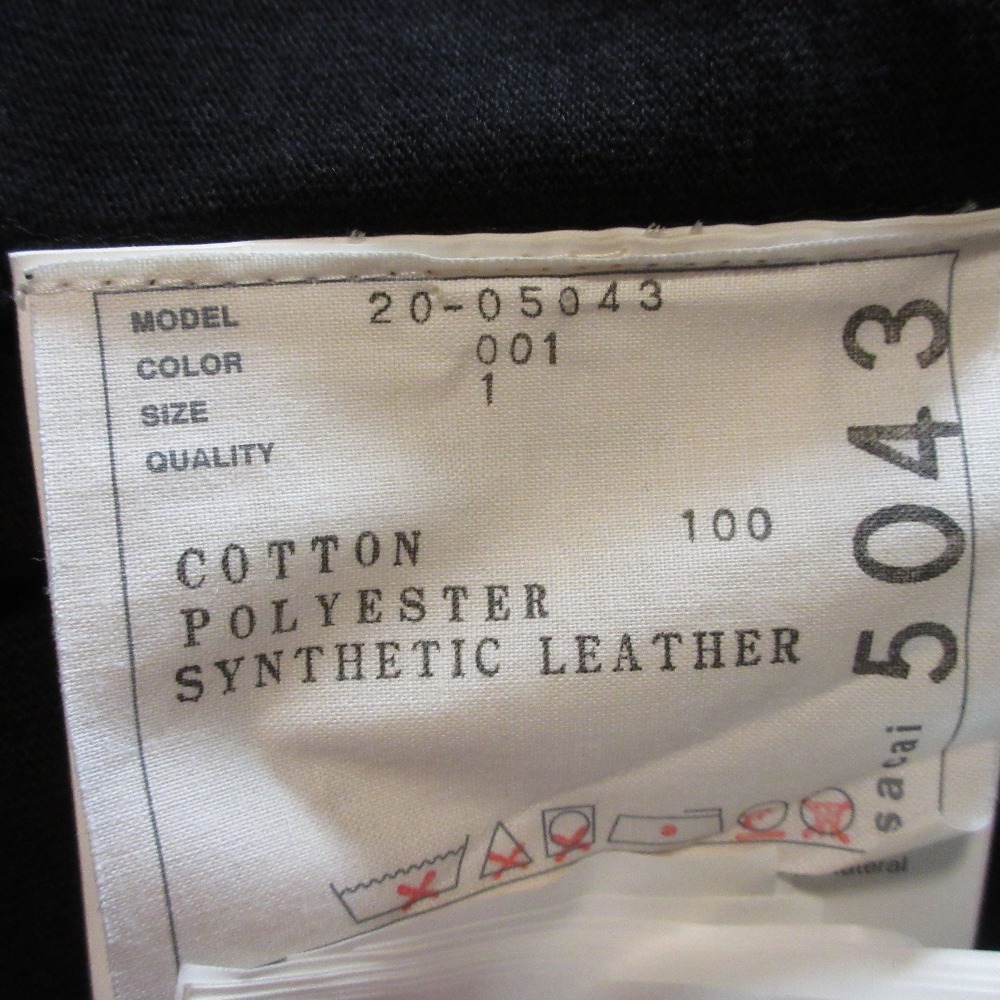 MODEL 20-05043
COLOR 001
SIZE 1
QUALITY
COTTON 100
POLYESTER
SYNTHETIC LEATHER
5043
sacai